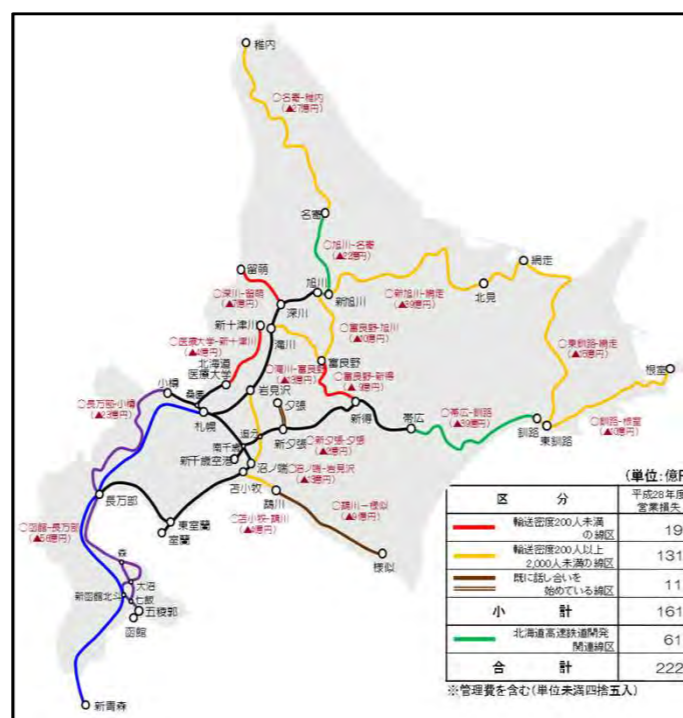 稚内
○名寄-稚内
(▲27億円)
名寄
○旭川-名寄
(▲22億円)
留萌
旭川
新旭川
網走
北見
○新旭川-網走
○深川-留萌
(▲7億円)
深川
新十津川
○富良野-旭川
(▲10億円)
○東釧路-網走
○医療大学-新十津川
滝川
北海道
医療大学
○滝川-富良野
富良野
○富良野-新得
根室
小樽
桑園
岩見沢
夕張
○長万部-小樽
札幌
新得
帯広
○帯広-釧路
釧路
東釧路
○釧路-根室
追分
南千歳
新夕張
○新夕張-夕張
新千歳空港
沼ノ端
○沼ノ端-岩見沢
苫小牧
長万部
○函館-長万部
東室蘭
室蘭
○苫小牧-鵡川
鵡川
○鵡川-様似
様似
森
大沼
新函館北斗
七飯
五稜郭
函館
新青森
(単位:億円
区 分
平成28年度
営業損失
輸送密度200人未満
の線区
19
輸送密度200人以上
2,000人未満の線区
131
既に話し合いを
始めている線区
11
小 計
161
北海道高速鉄道開発
関連線区
61
合 計
222
※管理費を含む(単位未満四捨五入)